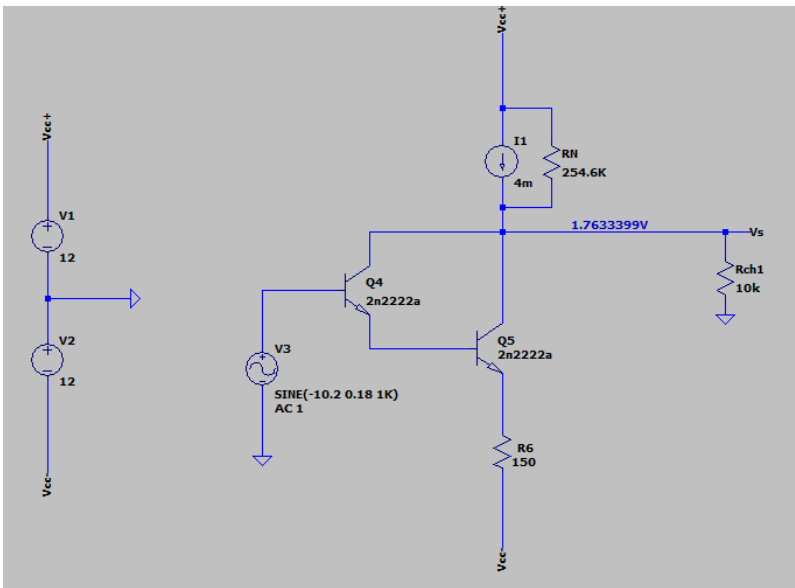 Vcc+
I1
4m
RN
254.6K
Vcc+
V1
12
1.7633399V
Vs
Rch1
10k
Q4
2n2222a
V2
12
Q5
2n2222a
V3
SINE(-10.2 0.18 1K)
AC 1
R6
150
Vcc-
Vcc-